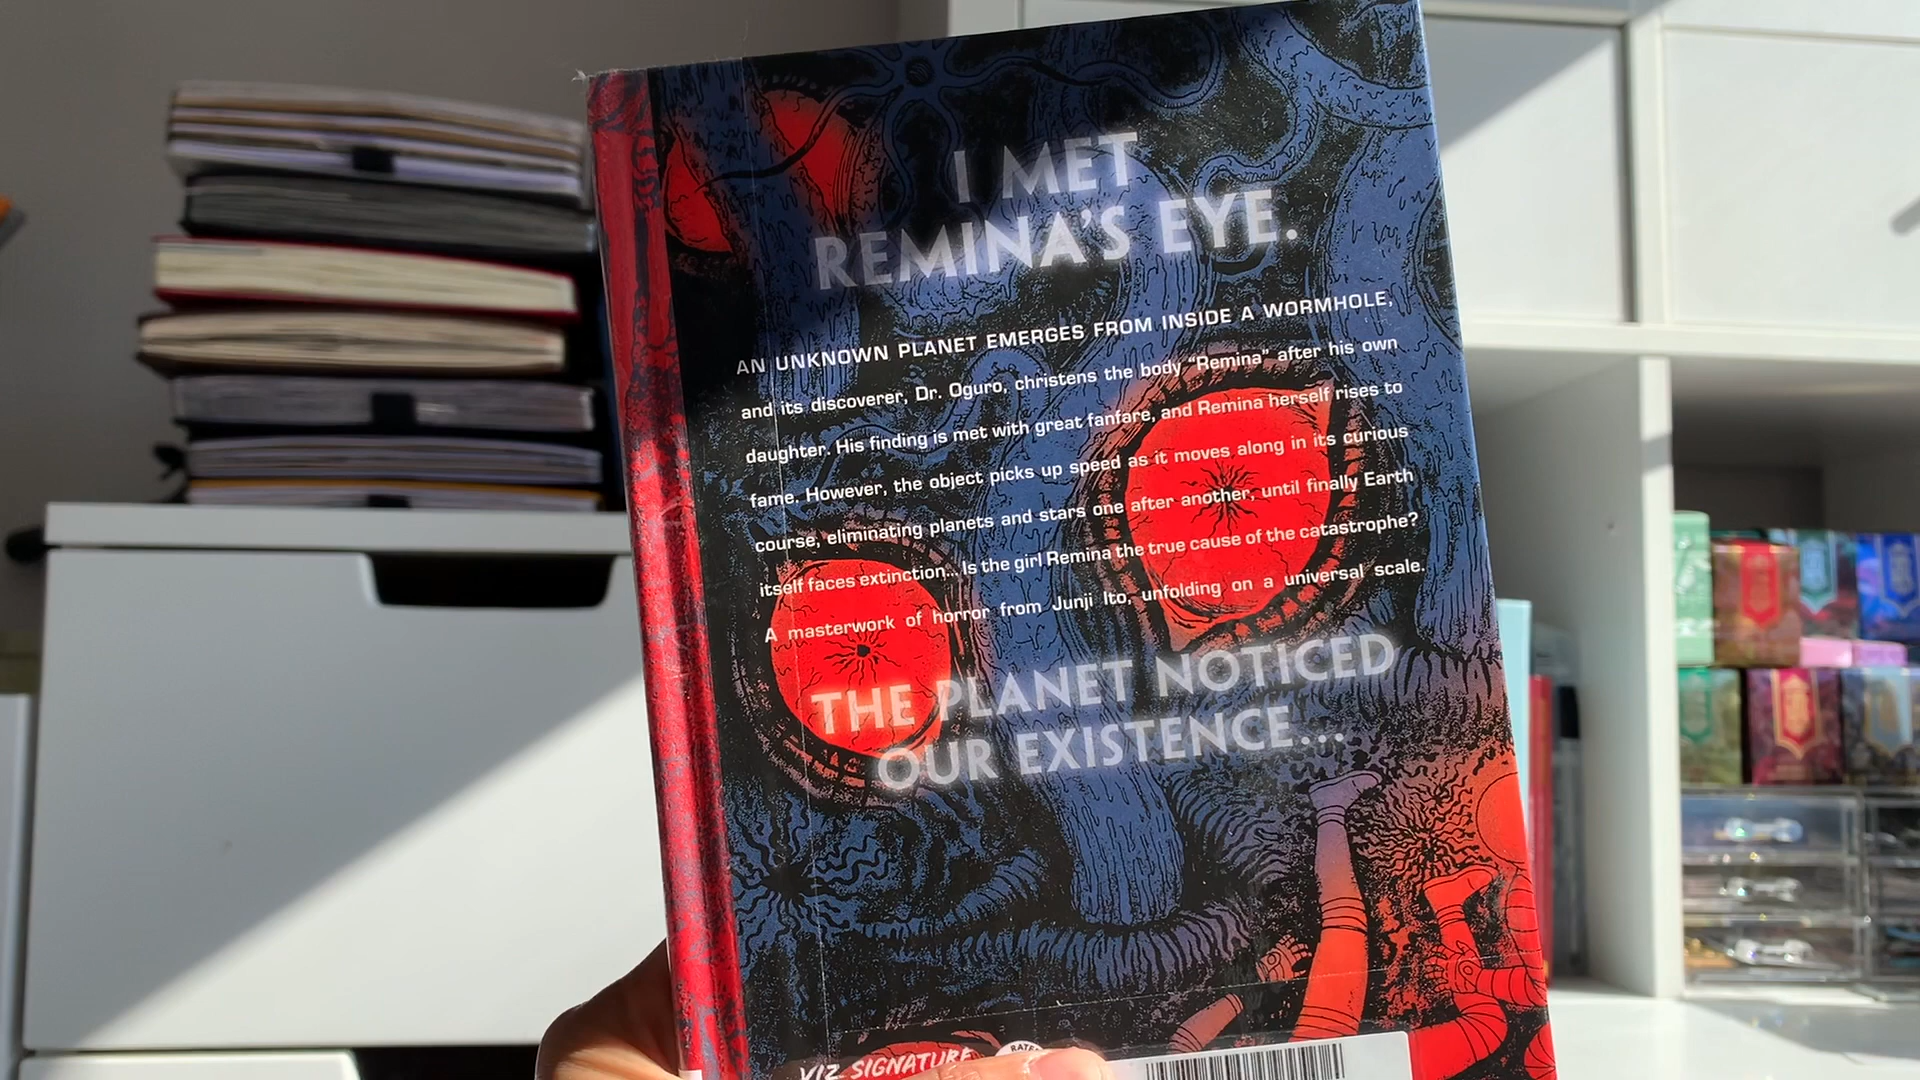 I MET
REMINA'S EYE.
AN UNKNOWN PLANET EMERGES FROM INSIDE A WORMHOLE,
and its discoverer, Dr. Oguro, christens the body “Remina” after his own
daughter. His finding is met with great fanfare, and Remina herself rises to
fame. However, the object picks up speed as it moves along in its curious
course, eliminating planets and stars one after another, until finally Earth
itself faces extinction... Is the girl Remina the true cause of the catastrophe?
A masterwork of horror from Junji Ito, unfolding on a universal scale.
THE PLANET NOTICED
OUR EXISTENCE...
VIZ SIGNATURE